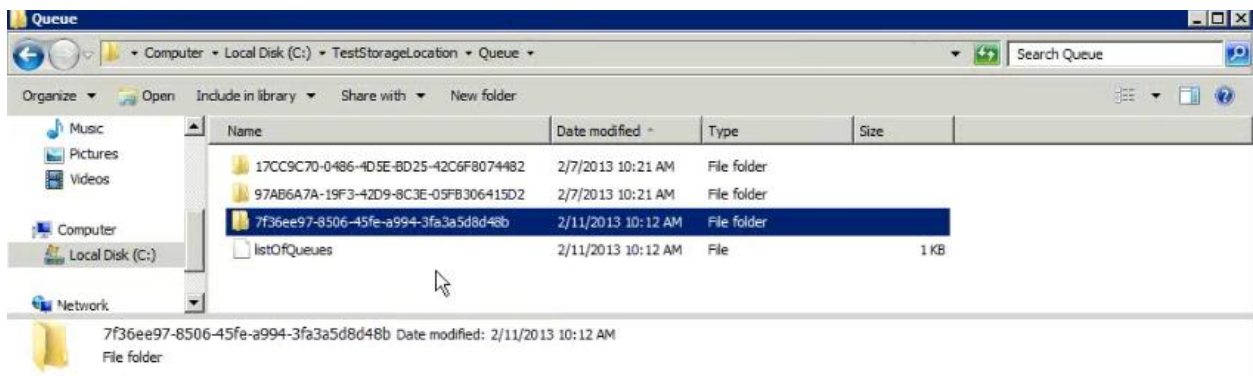 Queue
Computer Local Disk (C:) TestStorageLocation Queue Search Queue
Organize Open Include in library Share with New folder
Music Name Date modified Type Size
Pictures
Videos
Computer
Local Disk (C:)
Network
17CC9C70-0486-4D5E-BD25-42C6F8074482 2/7/2013 10:21 AM File folder
97AB6A7A-19F3-42D9-8C3E-05FB306415D2 2/7/2013 10:21 AM File folder
7f36ee97-8506-45fe-a994-3fa3a5d8d48b 2/11/2013 10:12 AM File folder
listOfQueues 2/11/2013 10:12 AM File 1 KB
7f36ee97-8506-45fe-a994-3fa3a5d8d48b Date modified: 2/11/2013 10:12 AM
File folder